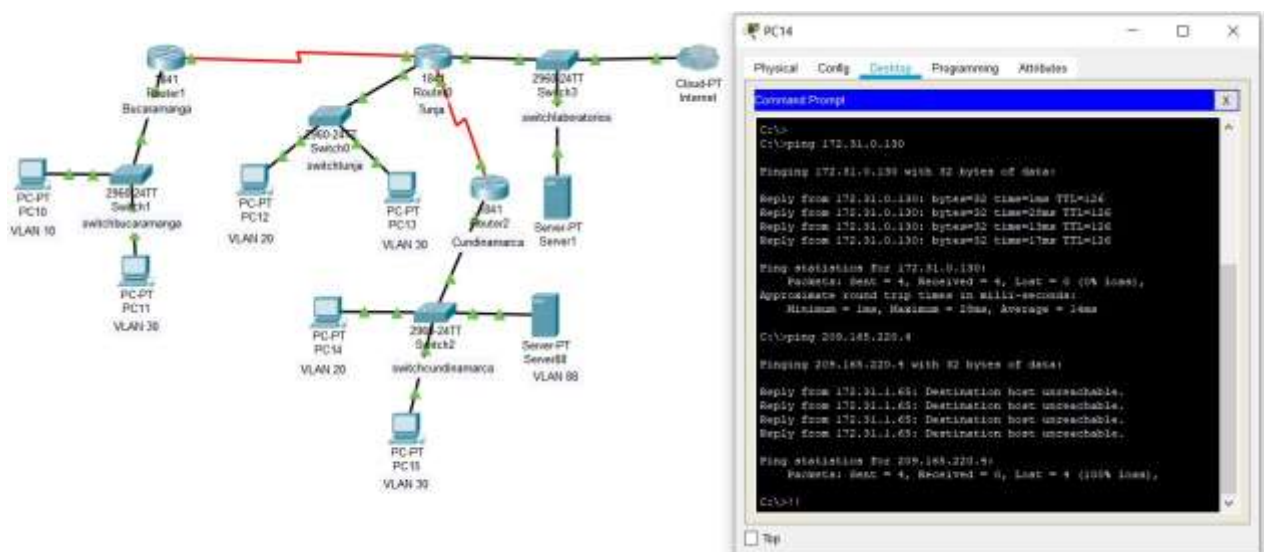 1841
Router1
Bucaramanga
1841
Tunja
2960-24TT
Switch3
switchlaboratorios
Cloud-PT
Internet
2960-24TT
Switch0
switchtunja
2960-24TT
Switch1
switchbucaramanga
PC-PT
PC10
VLAN 10
PC-PT
PC11
VLAN 30
PC-PT
PC12
VLAN 20
PC-PT
PC13
VLAN 30
1841
Router2
Cundinamarca
Server-PT
Server1
PC-PT
PC14
VLAN 20
2960-24TT
Switch2
switchcundinamarca
Server-PT
VLAN 88
PC-PT
PC15
VLAN 30
PC14
Physical Config Desktop Programming Attributes
Command Prompt
X
C:\>
C:\>ping 172.31.0.130
Pinging 172.31.0.130 with 32 bytes of data:
Reply from 172.31.0.130: bytes=32 time=1ms TTL=126
Reply from 172.31.0.130: bytes=32 time=28ms TTL=126
Reply from 172.31.0.130: bytes=32 time=13ms TTL=126
Reply from 172.31.0.130: bytes=32 time=17ms TTL=126
Ping statistics for 172.31.0.130:
Packets: Sent = 4, Received = 4, Lost = 0 (0% loss),
Approximate round trip times in milli-seconds:
Minimum = 1ms, Maximum = 28ms, Average = 14ms
C:\>ping 209.165.220.4
Pinging 209.165.220.4 with 32 bytes of data:
Reply from 172.31.1.65: Destination host unreachable.
Reply from 172.31.1.65: Destination host unreachable.
Reply from 172.31.1.65: Destination host unreachable.
Reply from 172.31.1.65: Destination host unreachable.
Ping statistics for 209.165.220.4:
Packets: Sent = 4, Received = 0, Lost = 4 (100% loss),
C:\>!!
Top